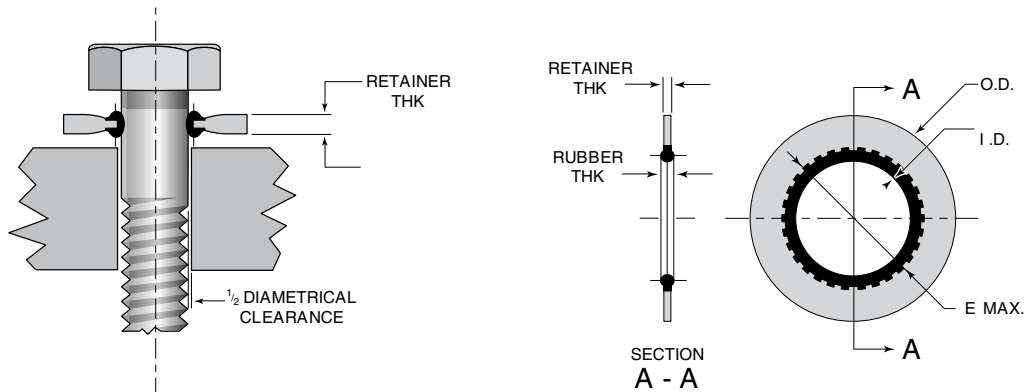 RETAINER
THK
½ DIAMETRICAL
CLEARANCE
RETAINER
THK
RUBBER
THK
SECTION
A - A
A
O.D.
I .D.
E MAX.
A